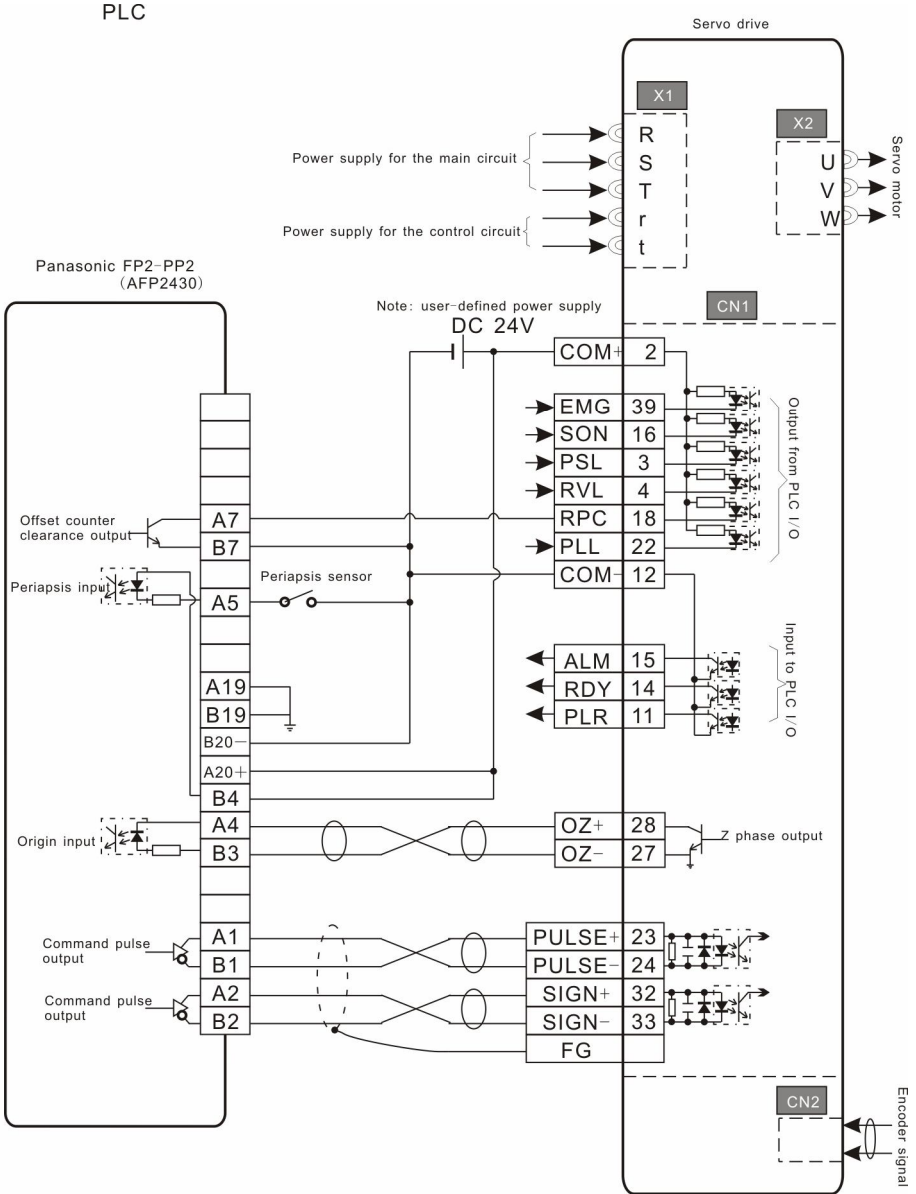 PLC
Servo drive
X1
R
S
T
r
t
Power supply for the main circuit
Power supply for the control circuit
X2
U
V
W
Servo motor
Panasonic FP2-PP2
(AFP2430)
Note: user-defined power supply
DC 24V
CN1
COM+ 2
EMG 39
SON 16
PSL 3
RVL 4
RPC 18
PLL 22
COM- 12
Output from PLC I/O
ALM 15
RDY 14
PLR 11
Input to PLC I/O
OZ+ 28
OZ- 27
Z phase output
PULSE+ 23
PULSE- 24
SIGN+ 32
SIGN- 33
FG
Offset counter
clearance output
A7
B7
Periapsis input
Periapsis sensor
A5
A19
B19
B20-
A20+
B4
A4
Origin input
B3
Command pulse
output
A1
B1
Command pulse
output
A2
B2
CN2
Encoder signal